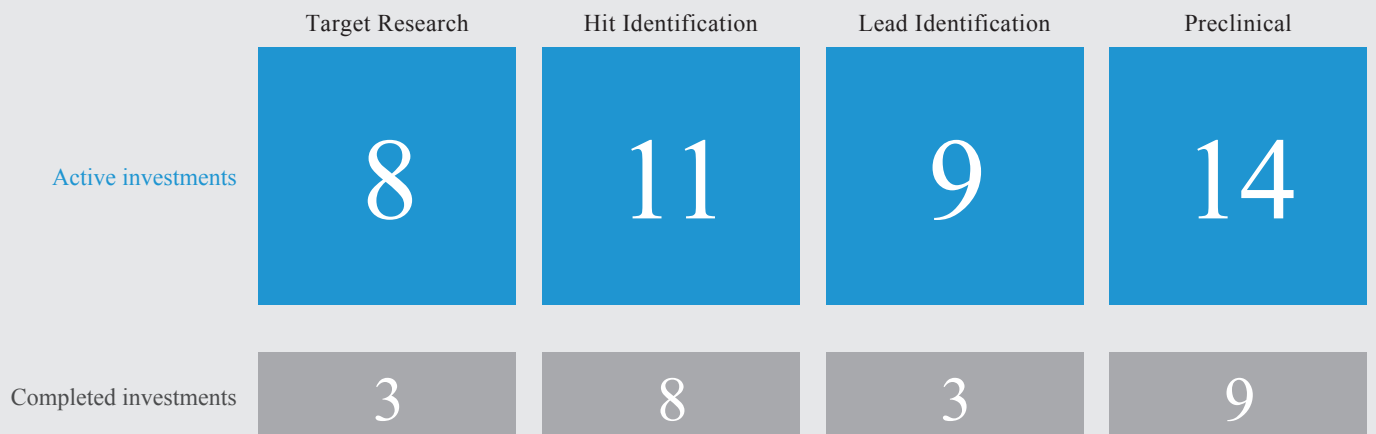 Target Research Hit Identification Lead Identification Preclinical
Active investments 8 11 9 14
Completed investments 3 8 3 9